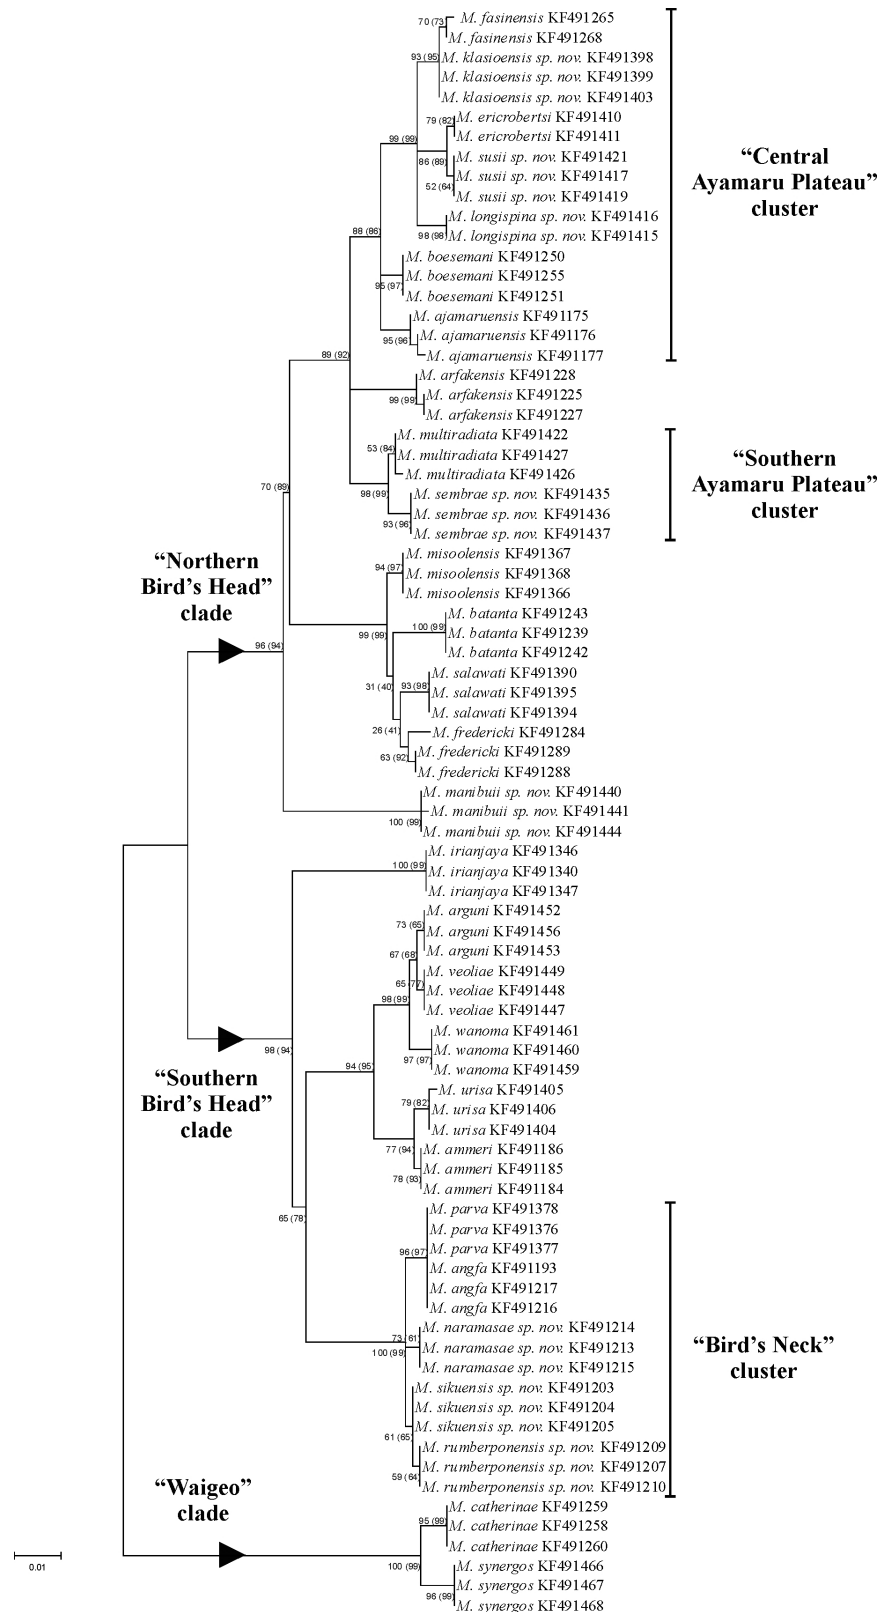 70 (73
M. fasinensis KF491265
M. fasinensis KF491268
93 (95)
M. klasioensis sp. nov. KF491398
M. klasioensis sp. nov. KF491399
M. klasioensis sp. nov. KF491403
79 (82)
M. ericrobertsi KF491410
M. ericrobertsi KF491411
99 (99)
86 (89)
M. susii sp. nov. KF491421
M. susii sp. nov. KF491417
52 (64)
M. susii sp. nov. KF491419
M. longispina sp. nov. KF491416
98 (98)
M. longispina sp. nov. KF491415
“Central
Ayamaru Plateau”
cluster
88 (86)
M. boesemani KF491250
M. boesemani KF491255
95 (97)
M. boesemani KF491251
M. ajamaruensis KF491175
95 (96
M. ajamaruensis KF491176
M. ajamaruensis KF491177
89 (92)
M. arfakensis KF491228
99 (99)
M. arfakensis KF491225
M. arfakensis KF491227
M. multiradiata KF491422
53 (84)
M. multiradiata KF491427
M. multiradiata KF491426
98 (99)
M. sembrae sp. nov. KF491435
M. sembrae sp. nov. KF491436
93 (96)
M. sembrae sp. nov. KF491437
“Southern
Ayamaru Plateau”
cluster
70 (89)
“Northern
Bird’s Head”
clade
M. misoolensis KF491367
94 (97)
M. misoolensis KF491368
M. misoolensis KF491366
99 (99)
M. batanta KF491243
100 (99)
M. batanta KF491239
M. batanta KF491242
96 (94)
31 (40)
M. salawati KF491390
93 (98)
M. salawati KF491395
M. salawati KF491394
26 (41)
M. fredericki KF491284
63 (92)
M. fredericki KF491289
M. fredericki KF491288
M. manibuii sp. nov. KF491440
M. manibuii sp. nov. KF491441
100 (99)
M. manibuii sp. nov. KF491444
M. irianjaya KF491346
100 (99)
M. irianjaya KF491340
M. irianjaya KF491347
M. arguni KF491452
73 (65)
M. arguni KF491456
M. arguni KF491453
67 (68)
M. veoliae KF491449
65 (77)
M. veoliae KF491448
M. veoliae KF491447
98 (99)
M. wanoma KF491461
97 (97)
M. wanoma KF491460
M. wanoma KF491459
98 (94)
“Southern
Bird’s Head”
clade
94 (95)
M. urisa KF491405
79 (82)
M. urisa KF491406
M. urisa KF491404
77 (94)
M. ammeri KF491186
78 (93)
M. ammeri KF491185
M. ammeri KF491184
65 (78)
M. parva KF491378
M. parva KF491376
96 (97)
M. parva KF491377
M. angfa KF491193
M. angfa KF491217
M. angfa KF491216
M. naramasae sp. nov. KF491214
73 (61)
100 (99)
M. naramasae sp. nov. KF491213
M. naramasae sp. nov. KF491215
M. sikuensis sp. nov. KF491203
M. sikuensis sp. nov. KF491204
M. sikuensis sp. nov. KF491205
61 (65)
M. rumberponensis sp. nov. KF491209
M. rumberponensis sp. nov. KF491207
59 (64)
M. rumberponensis sp. nov. KF491210
“Bird’s Neck”
cluster
“Waigeo”
clade
M. catherinae KF491259
95 (99)
M. catherinae KF491258
M. catherinae KF491260
100 (99)
M. synergos KF491466
M. synergos KF491467
96 (99)
M. synergos KF491468
0.01